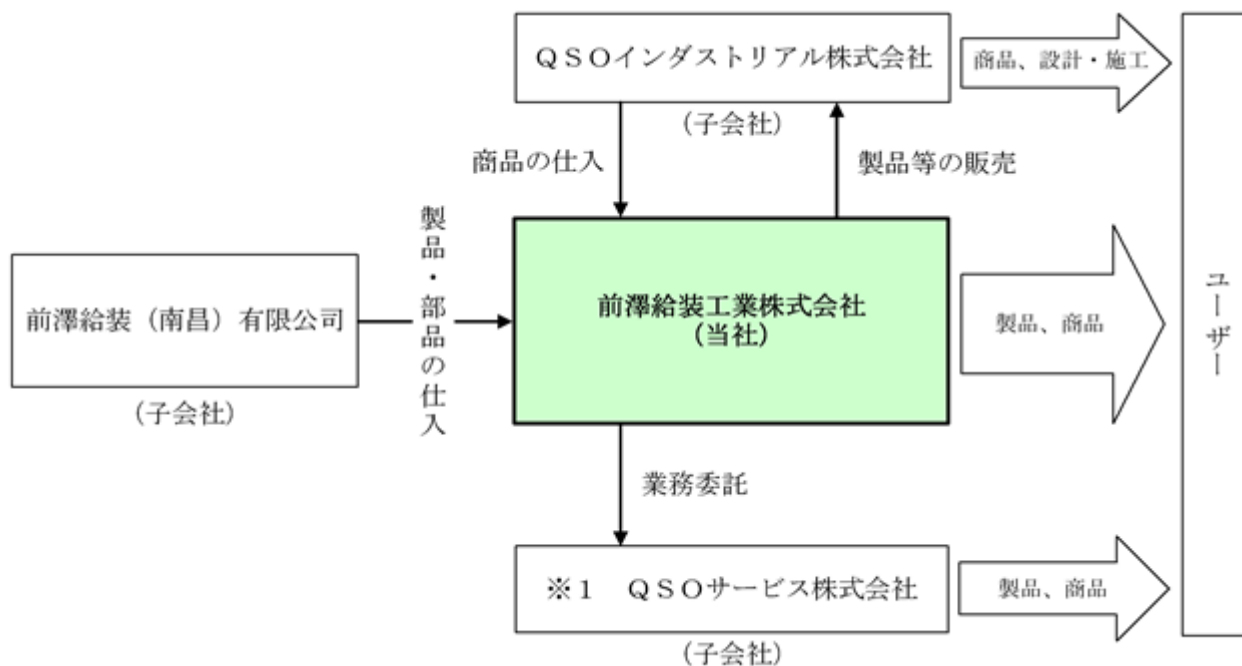 ＱＳＯインダストリアル株式会社
（子会社）
商品、設計・施工
商品の仕入
製品等の販売
前澤給装（南昌）有限公司
（子会社）
製品・部品の仕入
前澤給装工業株式会社
（当社）
製品、商品
ユーザー
業務委託
※１　ＱＳＯサービス株式会社
（子会社）
製品、商品